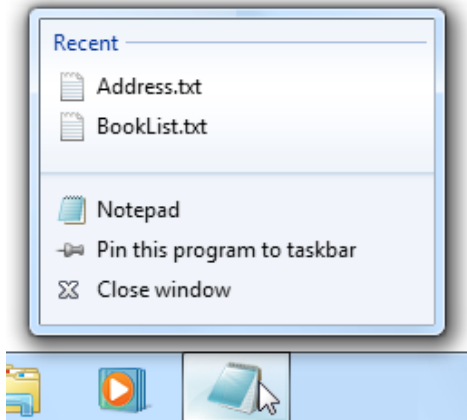 Recent
Address.txt
BookList.txt
Notepad
Pin this program to taskbar
Close window